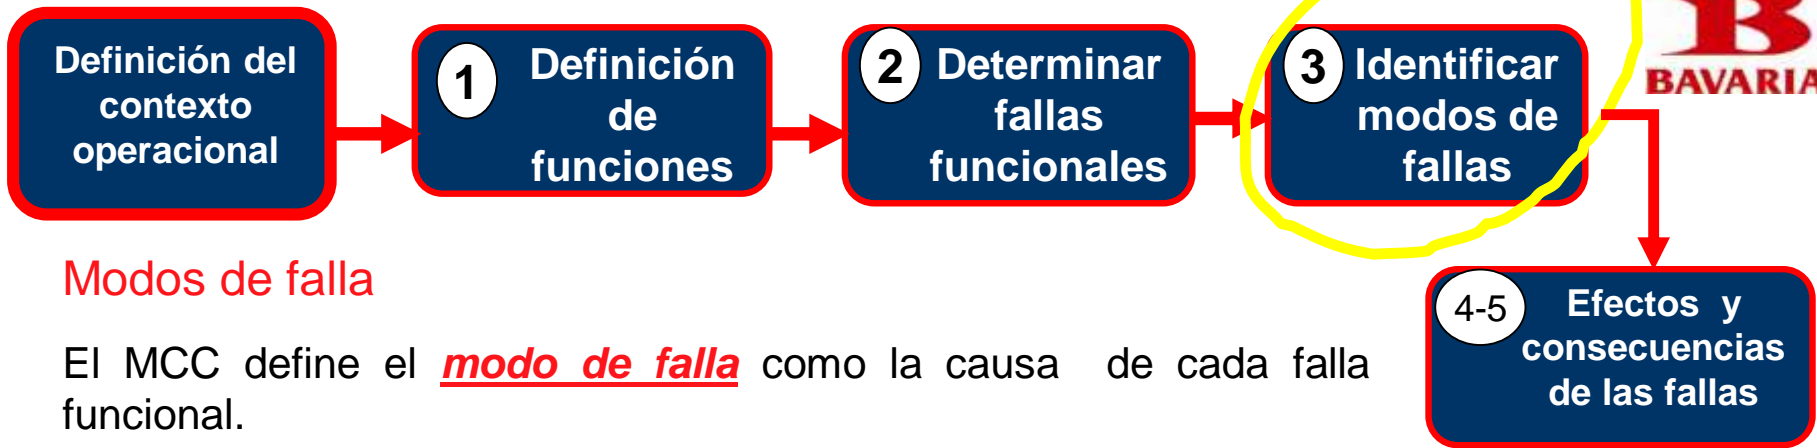 Definición del
contexto
operacional
1
Definición
de
funciones
2
Determinar
fallas
funcionales
3
Identificar
modos de
fallas
BAVARIA
4-5
Efectos y
consecuencias
de las fallas
Modos de falla
El MCC define el modo de falla como la causa de cada falla
funcional.